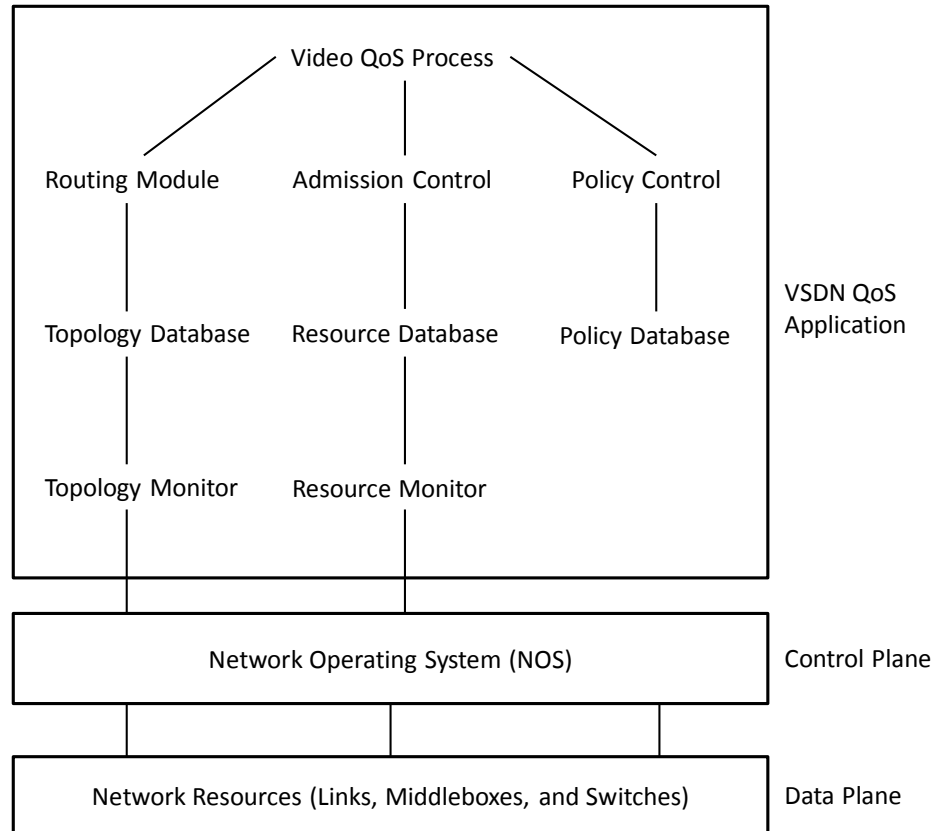 Video QoS Process
Routing Module
Admission Control
Policy Control
Topology Database
Resource Database
Policy Database
VSDN QoS
Application
Topology Monitor
Resource Monitor
Network Operating System (NOS)
Control Plane
Network Resources (Links, Middleboxes, and Switches)
Data Plane